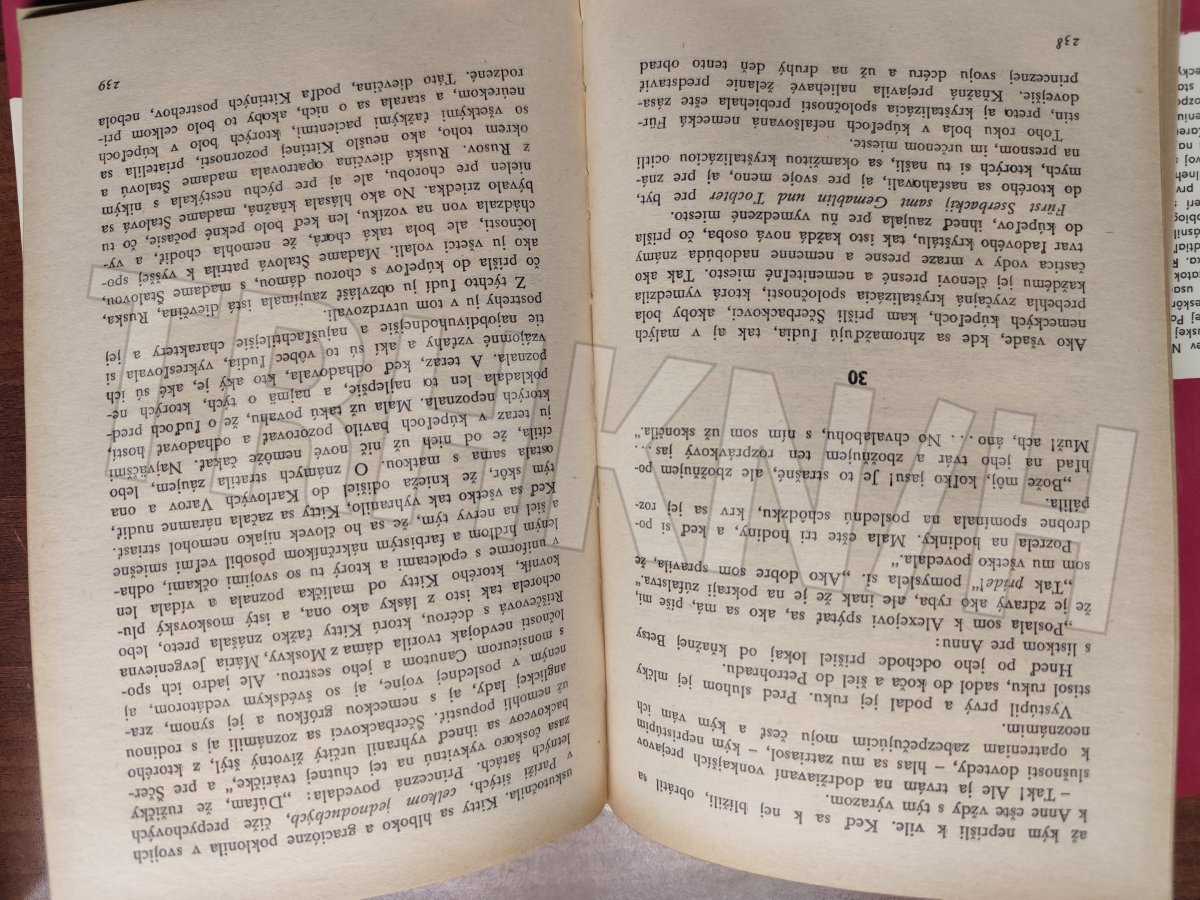 až kým neprišli k vile. Keď sa k nej blížili, obrátil sa
k Anne ešte vždy s tým výrazom.
– Tak! Ale ja trvám na dodržiavaní vonkajších prejavov
slušnosti dovtedy, – hlas sa mu zatriasol, – kým nepristúpim
k opatreniam zabezpečujúcim moju česť a kým vám ich
neoznámim.
Vystúpil prvý a podal jej ruku. Pred sluhom jej mlčky
stisol ruku, sadol do koča a šiel do Petrohradu.
Hneď po jeho odchode prišiel lokaj od kňažnej Betsy
s lístkom pre Annu:
„Poslala som k Alexejovi spýtať sa, ako sa má, píše mi,
že je zdravý ako ryba, ale inak že je na pokraji zúfalstva.“
„Tak príde!“ pomyslela si. „Ako dobre som spravila, že
som mu všetko povedala.“
Pozrela na hodinky. Mala ešte tri hodiny, a keď si po-
drobne spomínala na poslednú schôdzku, krv sa jej roz-
pálila.
„Bože môj, koľko jasu! Je to strašné, ale zbožňujem po-
hľad na jeho tvár a zbožňujem ten rozprávkový jas ...
Muž! ach, áno ... No chvalabohu, s ním som už skončila.“
30
Ako všade, kde sa zhromažďujú ľudia, tak aj v malých
nemeckých kúpeľoch, kam prišli Ščerbackovci, akoby bola
prebehla zvyčajná kryštalizácia spoločnosti, ktorá vymedzila
každému jej členovi presné a nemeniteľné miesto. Tak ako
častica vody v mraze presne a nemenne nadobúda známy
tvar ľadového kryštálu, tak isto každá nová osoba, čo prišla
do kúpeľov, ihneď zaujala pre ňu vymedzené miesto.
Fürst Sserbackij samt Gemahlin und Tochter pre byt,
do ktorého sa nasťahovali, aj pre svoje meno, aj pre zná-
mych, ktorých si tu našli, sa okamžitou kryštalizáciou ocitli
na presnom, im určenom mieste.
Toho roku bola v kúpeľoch nefalšovaná nemecká Für-
stin, preto aj kryštalizácia spoločnosti prebiehala ešte zása-
dovejšie. Kňažná prejavila naliehavé želanie predstaviť
princeznej svoju dcéru a už na druhý deň tento obrad
238
uskutočnila. Kitty sa hlboko a graciózne poklonila v svojich
v Paríži šitých, celkom jednoduchých, čiže prepychových
letných šatách. Princezná povedala: „Dúfam, že ružičky
zasa čoskoro vykvitnú na tej chutnej tváričke,“ a pre Ščer-
backovcov sa ihneď vyhranil určitý životný štýl, z ktorého
už nemohli popustiť. Ščerbackovci sa zoznámili aj s rodinou
anglickej lady, aj s nemeckou grófkou a jej synom, zra-
neným v poslednej vojne, aj so švédskym vedátorom, aj
s monsieurom Canutom a jeho sestrou. Ale jadro ich spo-
ločnosti nevdojak tvorila dáma z Moskvy, Mária Jevgenievna
Rtiščevová s dcérou, ktorú Kitty ťažko znášala preto, lebo
ochorela tak isto z lásky ako ona, a istý moskovský plu-
kovník, ktorého Kitty od malička poznala a vídala len
v uniforme s epoletami a ktorý tu so svojimi očkami, odha-
leným hrdlom a farbistým nákrčníkom pôsobil veľmi smiešne
a šiel na nervy tým, že sa ho človek nijako nemohol striasť.
Keď sa všetko tak vyhranilo, Kitty sa začala náramne nudiť,
tým skôr, že knieža odišiel do Karlových Varov a ona
ostala sama s matkou. O známych stratila záujem, lebo
cítila, že od nich už nič nové nemôže čakať. Najväčšmi
ju teraz v kúpeľoch bavilo pozorovať a odhadovať hostí,
ktorých nepoznala. Mala už takú povahu, že o ľuďoch pred-
pokladala len to najlepšie, a najmä o tých, ktorých ne-
poznala. A teraz, keď odhadovala, kto aký je, aké sú ich
vzájomné vzťahy a akí sú to vôbec ľudia, vykresľovala si
tie najobdivuhodnejšie a najušľachtilejšie charaktery a jej
postrehy ju v tom utvrdzovali.
Z týchto ľudí ju obzvlášť zaujímala istá dievčina, Ruska,
čo prišla do kúpeľov s chorou dámou, s madame Štaľovou,
ako ju všetci volali. Madame Štaľová patrila k vyššej spo-
ločnosti, ale bola taká chorá, že nemohla chodiť, a vy-
chádzala von na vozíku, len keď bolo pekné počasie, čo tu
bývalo zriedka. No ako hlásala kňažná, madame Štaľová sa
nielen pre chorobu, ale aj pre pýchu nestýkala s nikým
z Rusov. Ruská dievčina opatrovala madame Štaľovú a
okrem toho, ako neušlo Kittinej pozornosti, priatelila sa
so všetkými ťažkými pacientmi, ktorých bolo v kúpeľoch
neúrekom, a starala sa o nich, akoby to bolo celkom pri-
rodzené. Táto dievčina, podľa Kittiných postrehov, nebola
239
TRHKNIH